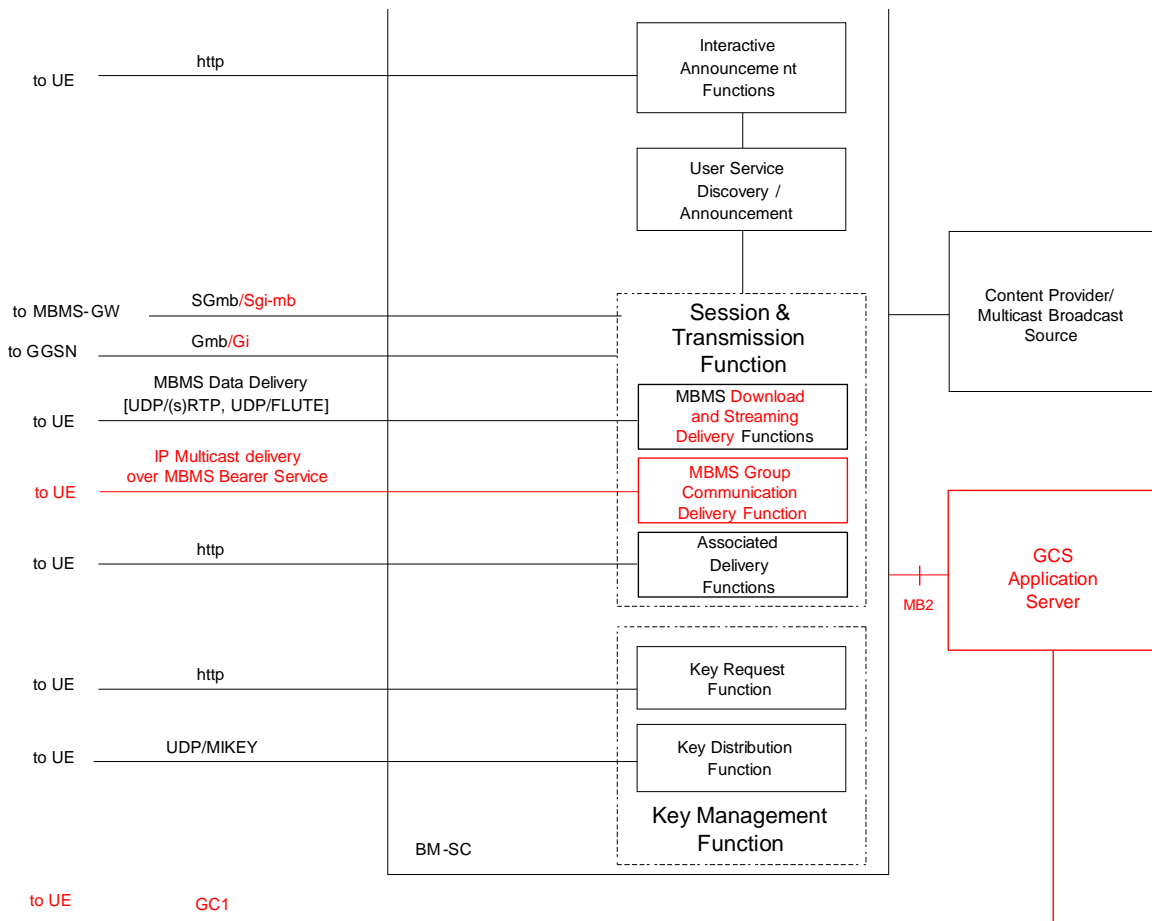 Interactive
Announceme nt
Functions
http
to UE
User Service
Discovery /
Announcement
SGmb/Sgi-mb
to MBMS- GW
Session &
Transmission
Function
Content Provider/
Multicast Broadcast
Source
Gmb/Gi
to GGSN
MBMS Data Delivery
[UDP/(s)RTP, UDP/FLUTE]
to UE
MBMS Download
and Streaming
Delivery Functions
IP Multicast delivery
over MBMS Bearer Service
to UE
MBMS Group
Communication
Delivery Function
http
to UE
Associated
Delivery
Functions
GCS
Application
Server
MB2
http
to UE
Key Request
Function
UDP/MIKEY
to UE
Key Distribution
Function
Key Management
Function
BM-SC
to UE
GC1